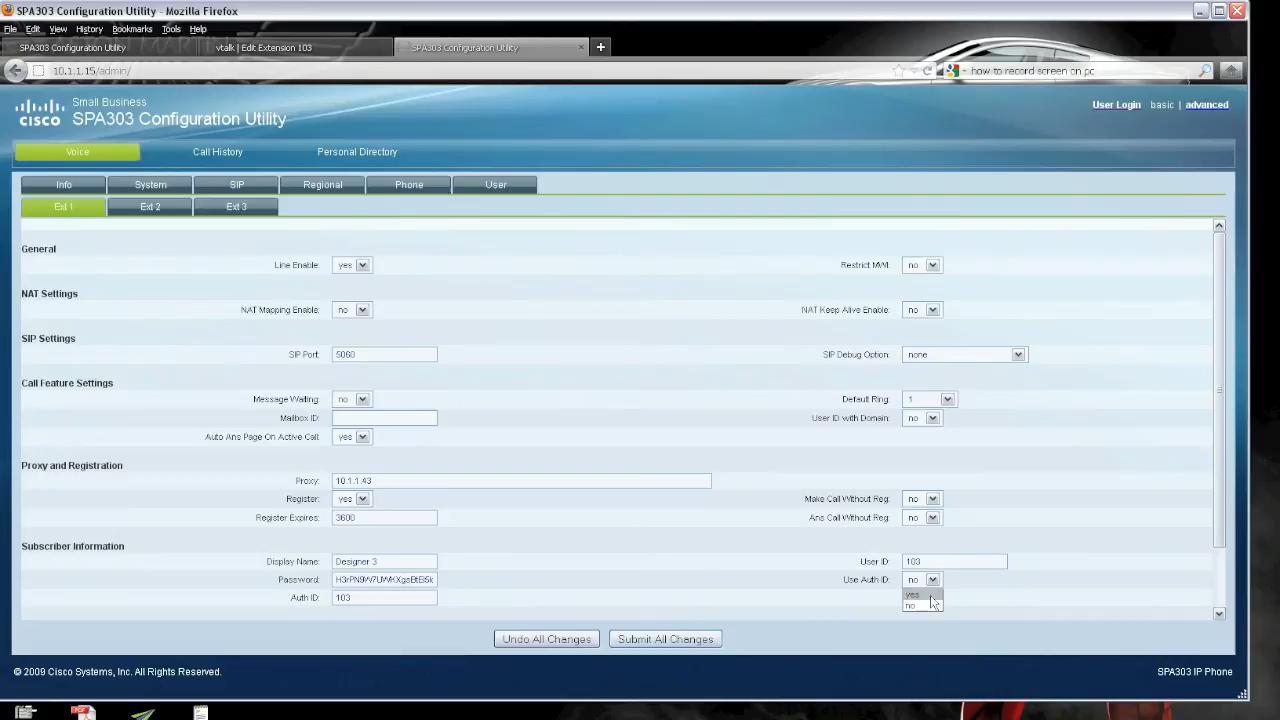 SPA303 Configuration Utility - Mozilla Firefox
File Edit View History Bookmarks Tools Help
SPA303 Configuration Utility vtalk | Edit Extension 103 SPA303 Configuration Utility × +
10.1.1.15/admin/ how to record screen on pc
Small Business
cisco SPA303 Configuration Utility
User Login basic | advanced
Voice Call History Personal Directory
Info System SIP Regional Phone User
Ext 1 Ext 2 Ext 3
General
Line Enable: yes Restrict MWI: no
NAT Settings
NAT Mapping Enable: no NAT Keep Alive Enable: no
SIP Settings
SIP Port: 5060 SIP Debug Option: none
Call Feature Settings
Message Waiting: no Default Ring: 1
Mailbox ID: User ID with Domain: no
Auto Ans Page On Active Call: yes
Proxy and Registration
Proxy: 10.1.1.43
Register: yes Make Call Without Reg: no
Register Expires: 3600 Ans Call Without Reg: no
Subscriber Information
Display Name: Designer 3 User ID: 103
Password: Use Auth ID: no
yes
Auth ID: 103 no
Undo All Changes Submit All Changes
© 2009 Cisco Systems, Inc. All Rights Reserved. SPA303 IP Phone